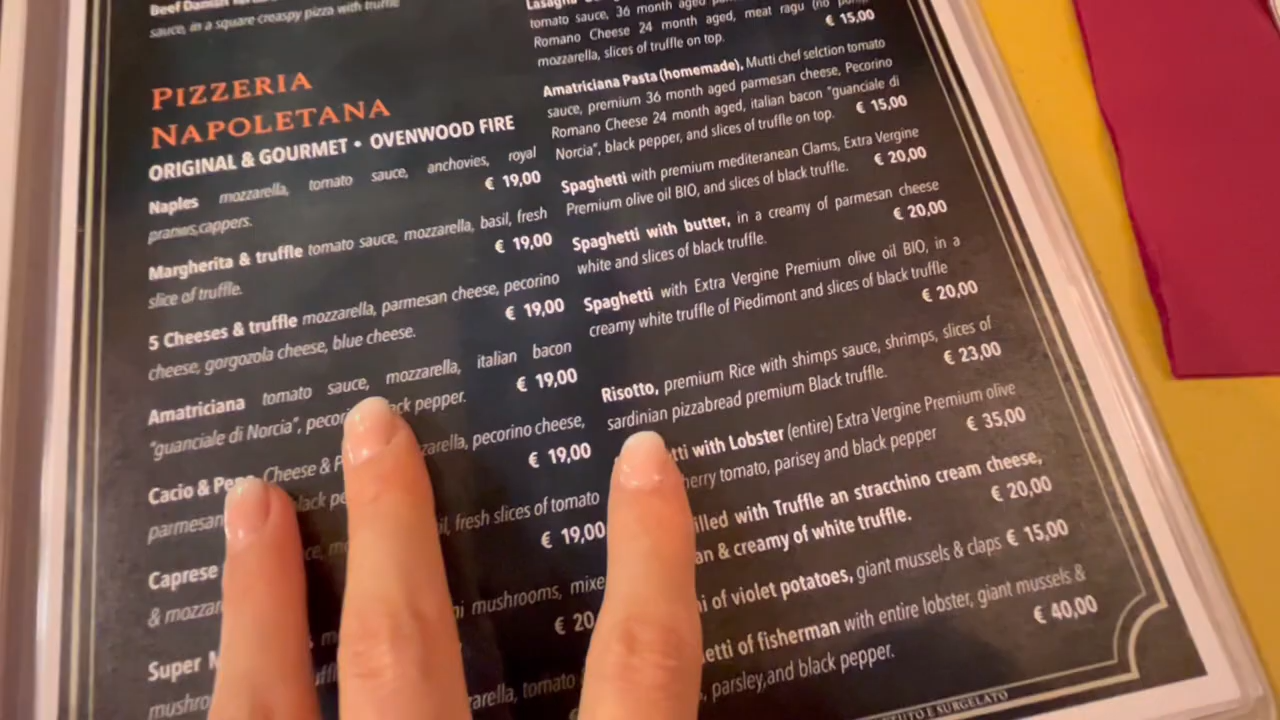 Beef
sauce, in a square creaspy pizza with truffle
PIZZERIA
NAPOLETANA
ORIGINAL & GOURMET • OVENWOOD FIRE
Naples mozzarella, tomato sauce, anchovies, royal
pranws,cappers.
€ 19,00
Margherita & truffle tomato sauce, mozzarella, basil, fresh
slice of truffle.
€ 19,00
5 Cheeses & truffle mozzarella, parmesan cheese, pecorino
cheese, gorgozola cheese, blue cheese.
€ 19,00
Amatriciana tomato sauce, mozzarella, italian bacon
"guanciale di Norcia", pecori ck pepper.
€ 19,00
Cacio & Pepe Cheese & P zarella, pecorino cheese,
parmesan lack pe
€ 19,00
Caprese ce, il, fresh slices of tomato
& mozzar
€ 19,00
Super M mushrooms, mixe
mushro
€ 20
zarella, tomato
Lasagna
tomato sauce, 36 month aged
Romano Cheese 24 month aged, meat ragu (no
mozzarella, slices of truffle on top.
€ 15,00
Amatriciana Pasta (homemade), Mutti chef selction tomato
sauce, premium 36 month aged parmesan cheese, Pecorino
Romano Cheese 24 month aged, italian bacon "guanciale di
Norcia", black pepper, and slices of truffle on top.
€ 15,00
Spaghetti with premium mediteranean Clams, Extra Vergine
Premium olive oil BIO, and slices of black truffle.
€ 20,00
Spaghetti with butter, in a creamy of parmesan cheese
white and slices of black truffle.
€ 20,00
Spaghetti with Extra Vergine Premium olive oil BIO, in a
creamy white truffle of Piedimont and slices of black truffle
€ 20,00
Risotto, premium Rice with shimps sauce, shrimps, slices of
sardinian pizzabread premium Black truffle.
€ 23,00
tti with Lobster (entire) Extra Vergine Premium olive
herry tomato, parisey and black pepper
€ 35,00
illed with Truffle an stracchino cream cheese,
an & creamy of white truffle.
€ 20,00
i of violet potatoes, giant mussels & claps € 15,00
etti of fisherman with entire lobster, giant mussels &
, parsley,and black pepper.
€ 40,00
E SURGELATO